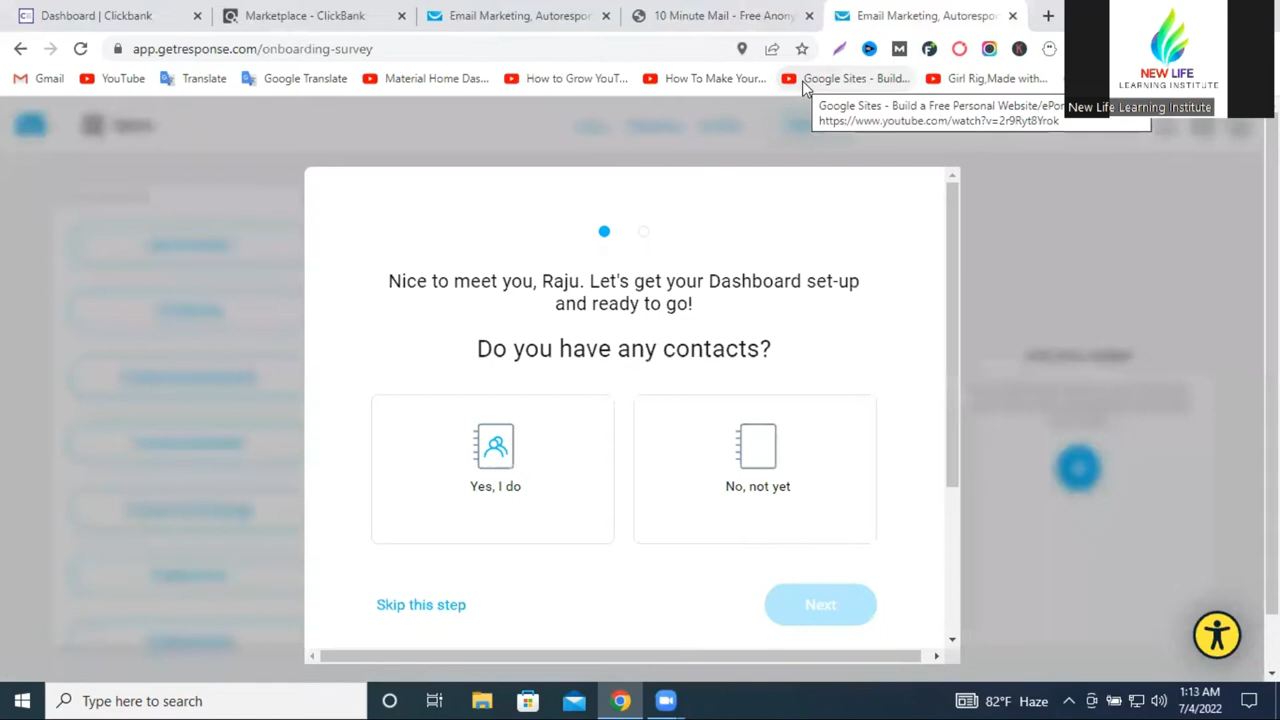 Dashboard | Clickbank
Marketplace - ClickBank
Email Marketing, Autorespor
10 Minute Mail - Free Anony
Email Marketing, Autorespor
app.getresponse.com/onboarding-survey
Gmail
YouTube
Translate
Google Translate
Material Home Das...
How to Grow YouT...
How To Make Your...
Google Sites - Build...
Girl Rig,Made with...
Google Sites - Build a Free Personal Website/ePor
https://www.youtube.com/watch?v=2r9Ryt8Yrok
NEW LIFE
LEARNING INSTITUTE
New Life Learning Institute
Nice to meet you, Raju. Let's get your Dashboard set-up
and ready to go!
Do you have any contacts?
Yes, I do
No, not yet
Skip this step
Next
Type here to search
82°F Haze
1:13 AM
7/4/2022